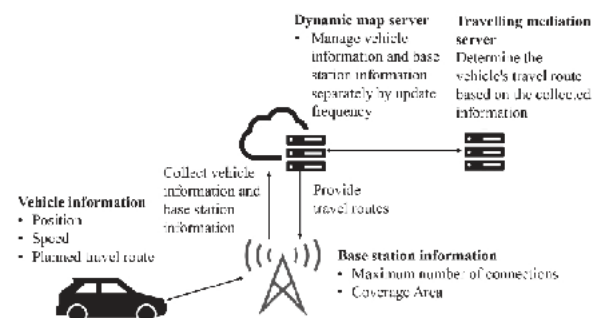 Dynamic map server
• Manage vehicle
information and base
station information
separately by update
frequency
Travelling mediation
server
Determine the
vehicle's travel route
based on the collected
information
Collect vehicle
information and
base station
information
Provide
travel routes
Vehicle information
• Position
• Speed
• Planned travel route
Base station information
• Maximum number of connections
• Coverage Area